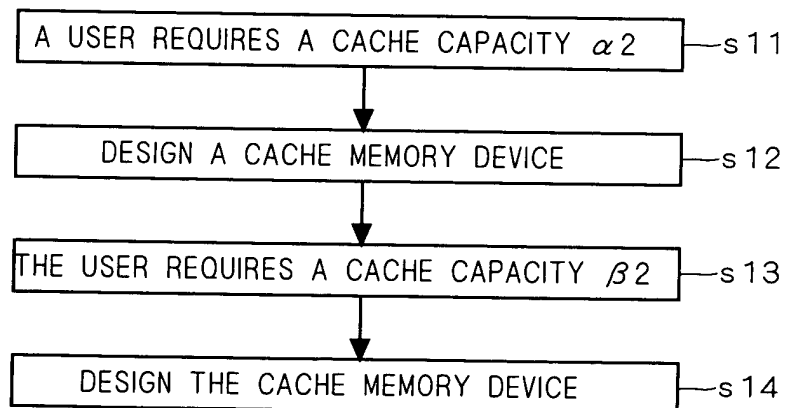 A USER REQUIRES A CACHE CAPACITY α2 s11
DESIGN A CACHE MEMORY DEVICE s12
THE USER REQUIRES A CACHE CAPACITY β2 s13
DESIGN THE CACHE MEMORY DEVICE s14